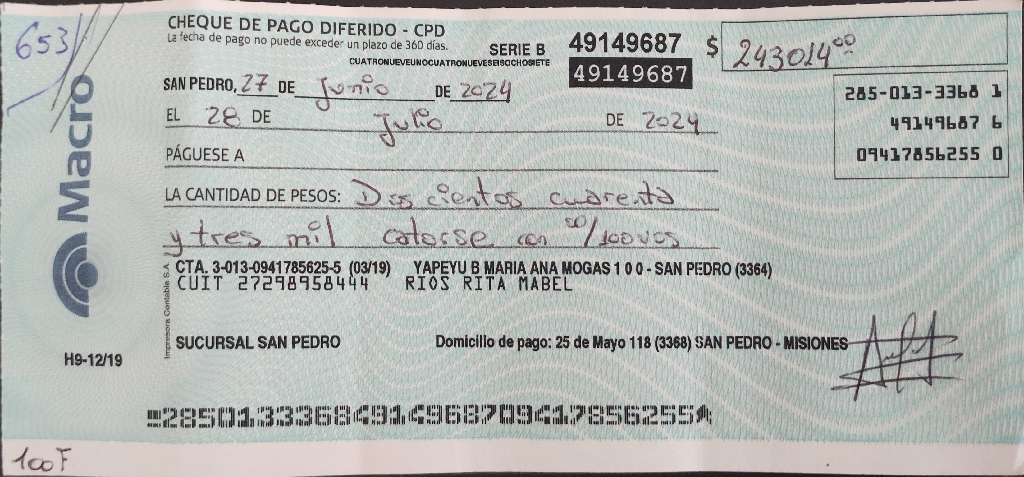 653
CHEQUE DE PAGO DIFERIDO - CPD
La fecha de pago no puede exceder un plazo de 360 días.
SERIE B 49149687
CUATRONUEVEUNOCUATRONUEVESEISOCHOSIETE
49149687
$ 243014⁰⁰
SAN PEDRO, 27 DE Junio DE 2024
EL 28 DE Julio DE 2024
285-013-3368 1
49149687 6
09417856255 0
PÁGUESE A
LA CANTIDAD DE PESOS: Dos cientos cuarenta
y tres mil catorse con 00/100vos
CTA. 3-013-0941785625-5 (03/19) YAPEYU B MARIA ANA MOGAS 1 0 0 - SAN PEDRO (3364)
CUIT 27298958444 RIOS RITA MABEL
SUCURSAL SAN PEDRO Domicilio de pago: 25 de Mayo 118 (3368) SAN PEDRO - MISIONES
Macro
Impresora Contable S.A.
H9-12/19
28501333684914968709417856255
100F